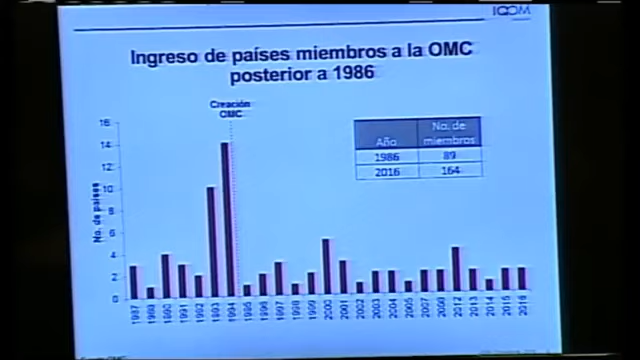 IQOM
Ingreso de países miembros a la OMC
posterior a 1986
Creación
OMC
No. de países
16
14
12
10
8
6
4
2
0
Año No. de miembros
1986 89
2016 164
1987 1988 1990 1991 1992 1993 1994 1995 1996 1997 1998 1999 2000 2001 2002 2003 2004 2005 2007 2008 2012 2013 2014 2015 2016